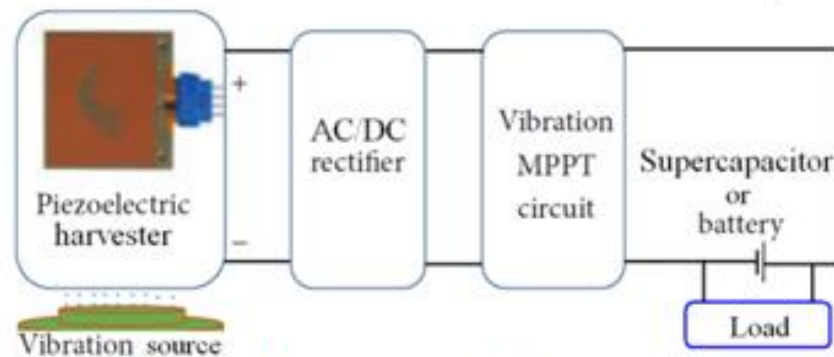 +
AC/DC
rectifier
Vibration
MPPT
circuit
Supercapacitor
or
battery
Piezoelectric
harvester
−
Load
Vibration source